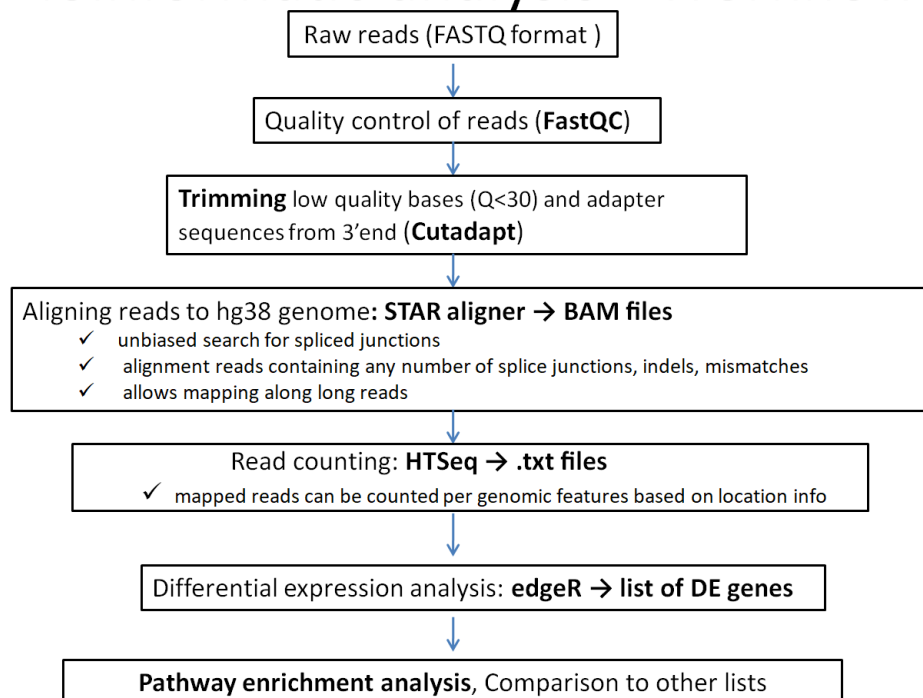 Raw reads (FASTQ format )
Quality control of reads (FastQC)
Trimming low quality bases (Q<30) and adapter
sequences from 3’end (Cutadapt)
Aligning reads to hg38 genome: STAR aligner → BAM files
✓ unbiased search for spliced junctions
✓ alignment reads containing any number of splice junctions, indels, mismatches
✓ allows mapping along long reads
Read counting: HTSeq → .txt files
✓ mapped reads can be counted per genomic features based on location info
Differential expression analysis: edgeR → list of DE genes
Pathway enrichment analysis, Comparison to other lists